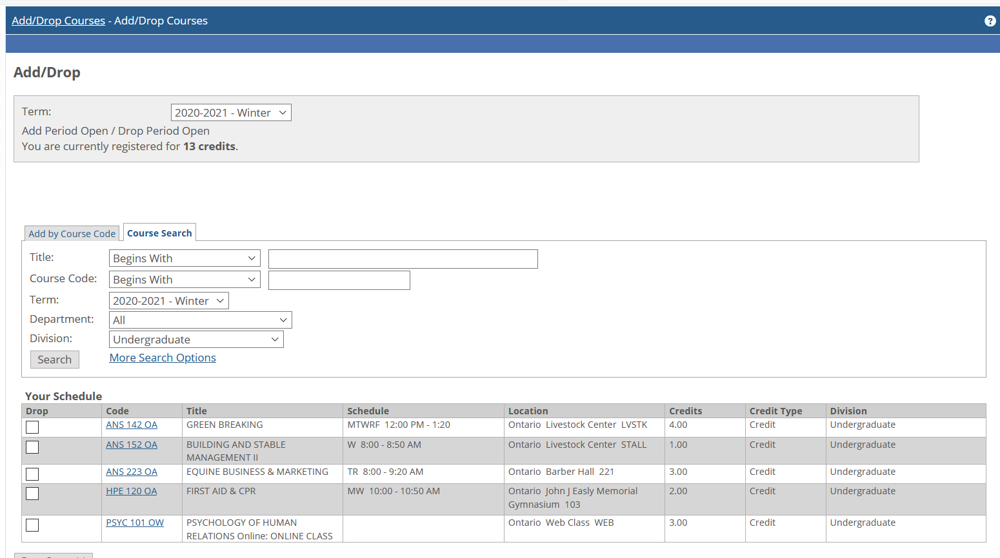 Add/Drop Courses - Add/Drop Courses
?
Add/Drop
Term: 2020-2021 - Winter
Add Period Open / Drop Period Open
You are currently registered for 13 credits.
Add by Course Code Course Search
Title: Begins With
Course Code: Begins With
Term: 2020-2021 - Winter
Department: All
Division: Undergraduate
Search More Search Options
Your Schedule
Drop Code Title Schedule Location Credits Credit Type Division
ANS 142 OA GREEN BREAKING MTWRF 12:00 PM - 1:20 Ontario Livestock Center LVSTK 4.00 Credit Undergraduate
ANS 152 OA BUILDING AND STABLE W 8:00 - 8:50 AM Ontario Livestock Center STALL 1.00 Credit Undergraduate
MANAGEMENT II
ANS 223 OA EQUINE BUSINESS & MARKETING TR 8:00 - 9:20 AM Ontario Barber Hall 221 3.00 Credit Undergraduate
HPE 120 OA FIRST AID & CPR MW 10:00 - 10:50 AM Ontario John J Easly Memorial 2.00 Credit Undergraduate
Gymnasium 103
PSYC 101 OW PSYCHOLOGY OF HUMAN Ontario Web Class WEB 3.00 Credit Undergraduate
RELATIONS Online: ONLINE CLASS